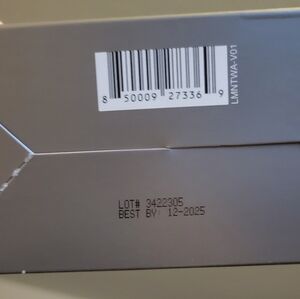 8 50009 27336 9
LMNTWA-V01
LOT# 3422305
BEST BY: 12-2025